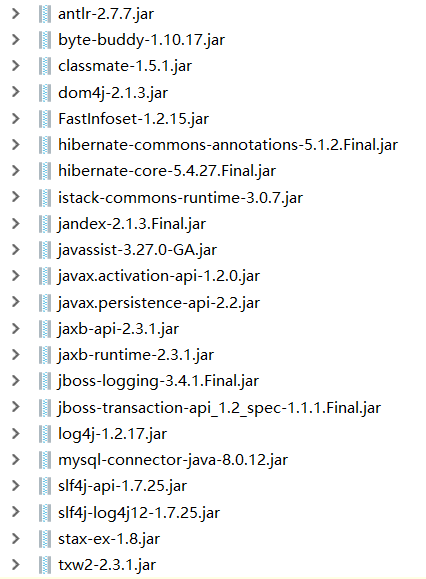 antlr-2.7.7.jar
byte-buddy-1.10.17.jar
classmate-1.5.1.jar
dom4j-2.1.3.jar
FastInfoset-1.2.15.jar
hibernate-commons-annotations-5.1.2.Final.jar
hibernate-core-5.4.27.Final.jar
istack-commons-runtime-3.0.7.jar
jandex-2.1.3.Final.jar
javassist-3.27.0-GA.jar
javax.activation-api-1.2.0.jar
javax.persistence-api-2.2.jar
jaxb-api-2.3.1.jar
jaxb-runtime-2.3.1.jar
jboss-logging-3.4.1.Final.jar
jboss-transaction-api_1.2_spec-1.1.1.Final.jar
log4j-1.2.17.jar
mysql-connector-java-8.0.12.jar
slf4j-api-1.7.25.jar
slf4j-log4j12-1.7.25.jar
stax-ex-1.8.jar
txw2-2.3.1.jar